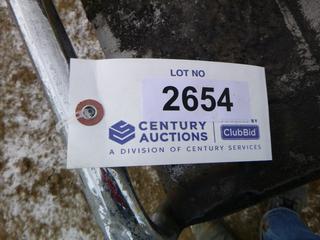 LOT NO
2654
CENTURY AUCTIONS
BY ClubBid
A DIVISION OF CENTURY SERVICES